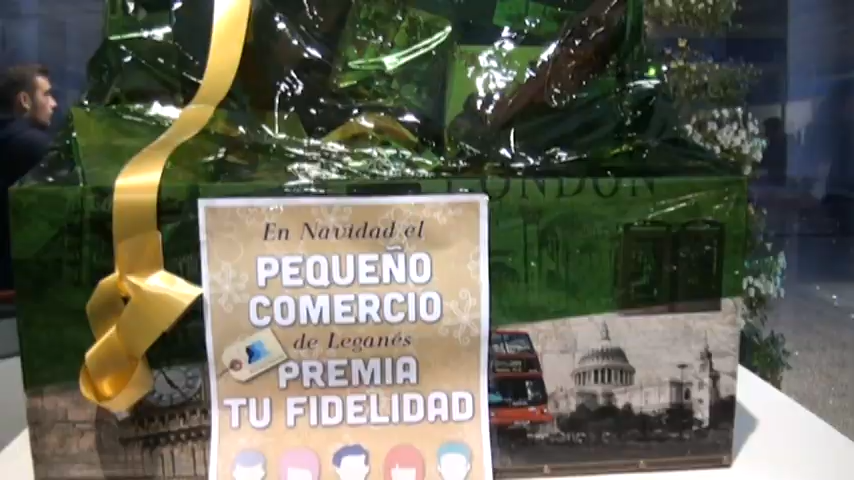 LONDON
En Navidad el
PEQUEÑO
COMERCIO
de Leganés
PREMIA
TU FIDELIDAD